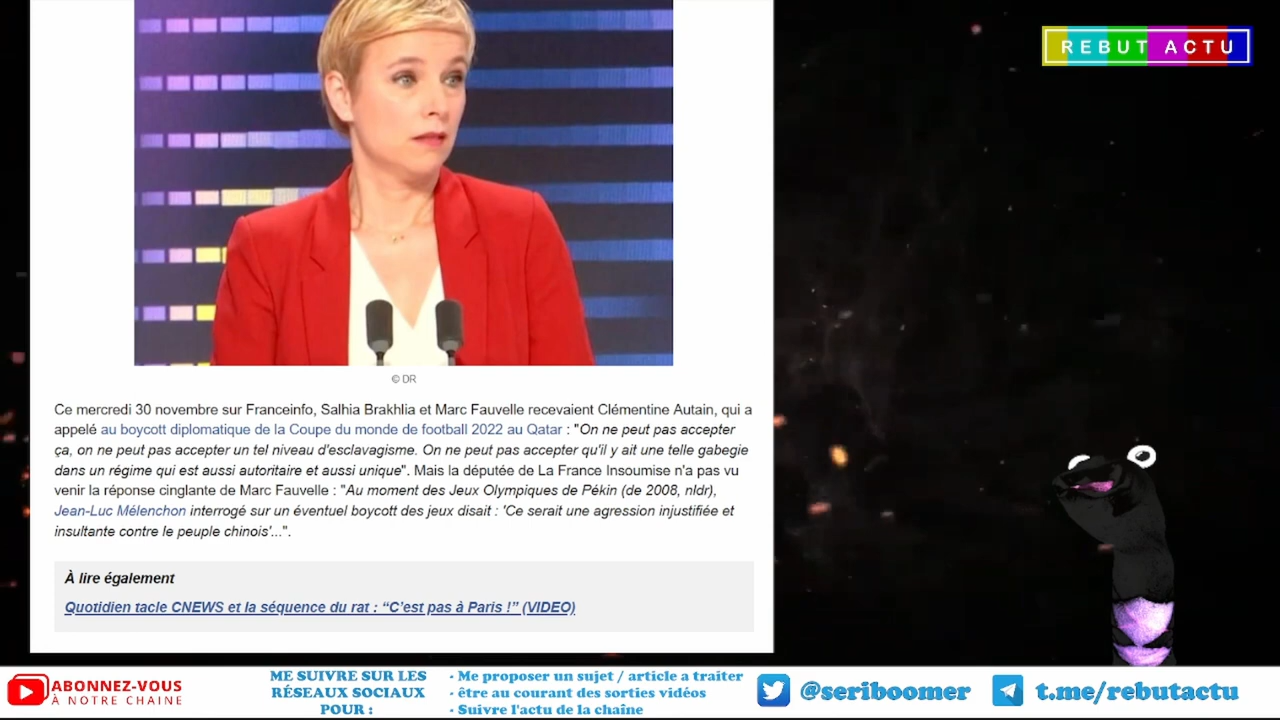 REBUT ACTU
© DR
Ce mercredi 30 novembre sur Franceinfo, Salhia Brakhlia et Marc Fauvelle recevaient Clémentine Autain, qui a
appelé au boycott diplomatique de la Coupe du monde de football 2022 au Qatar : "On ne peut pas accepter
ça, on ne peut pas accepter un tel niveau d'esclavagisme. On ne peut pas accepter qu'il y ait une telle gabegie
dans un régime qui est aussi autoritaire et aussi unique". Mais la députée de La France Insoumise n'a pas vu
venir la réponse cinglante de Marc Fauvelle : "Au moment des Jeux Olympiques de Pékin (de 2008, nldr),
Jean-Luc Mélenchon interrogé sur un éventuel boycott des jeux disait : 'Ce serait une agression injustifiée et
insultante contre le peuple chinois'...".
À lire également
Quotidien tacle CNEWS et la séquence du rat : “C’est pas à Paris !” (VIDEO)
ABONNEZ-VOUS
À NOTRE CHAINE
ME SUIVRE SUR LES
RÉSEAUX SOCIAUX
POUR :
- Me proposer un sujet / article a traiter
- être au courant des sorties vidéos
- Suivre l'actu de la chaîne
@seriboomer
t.me/rebutactu